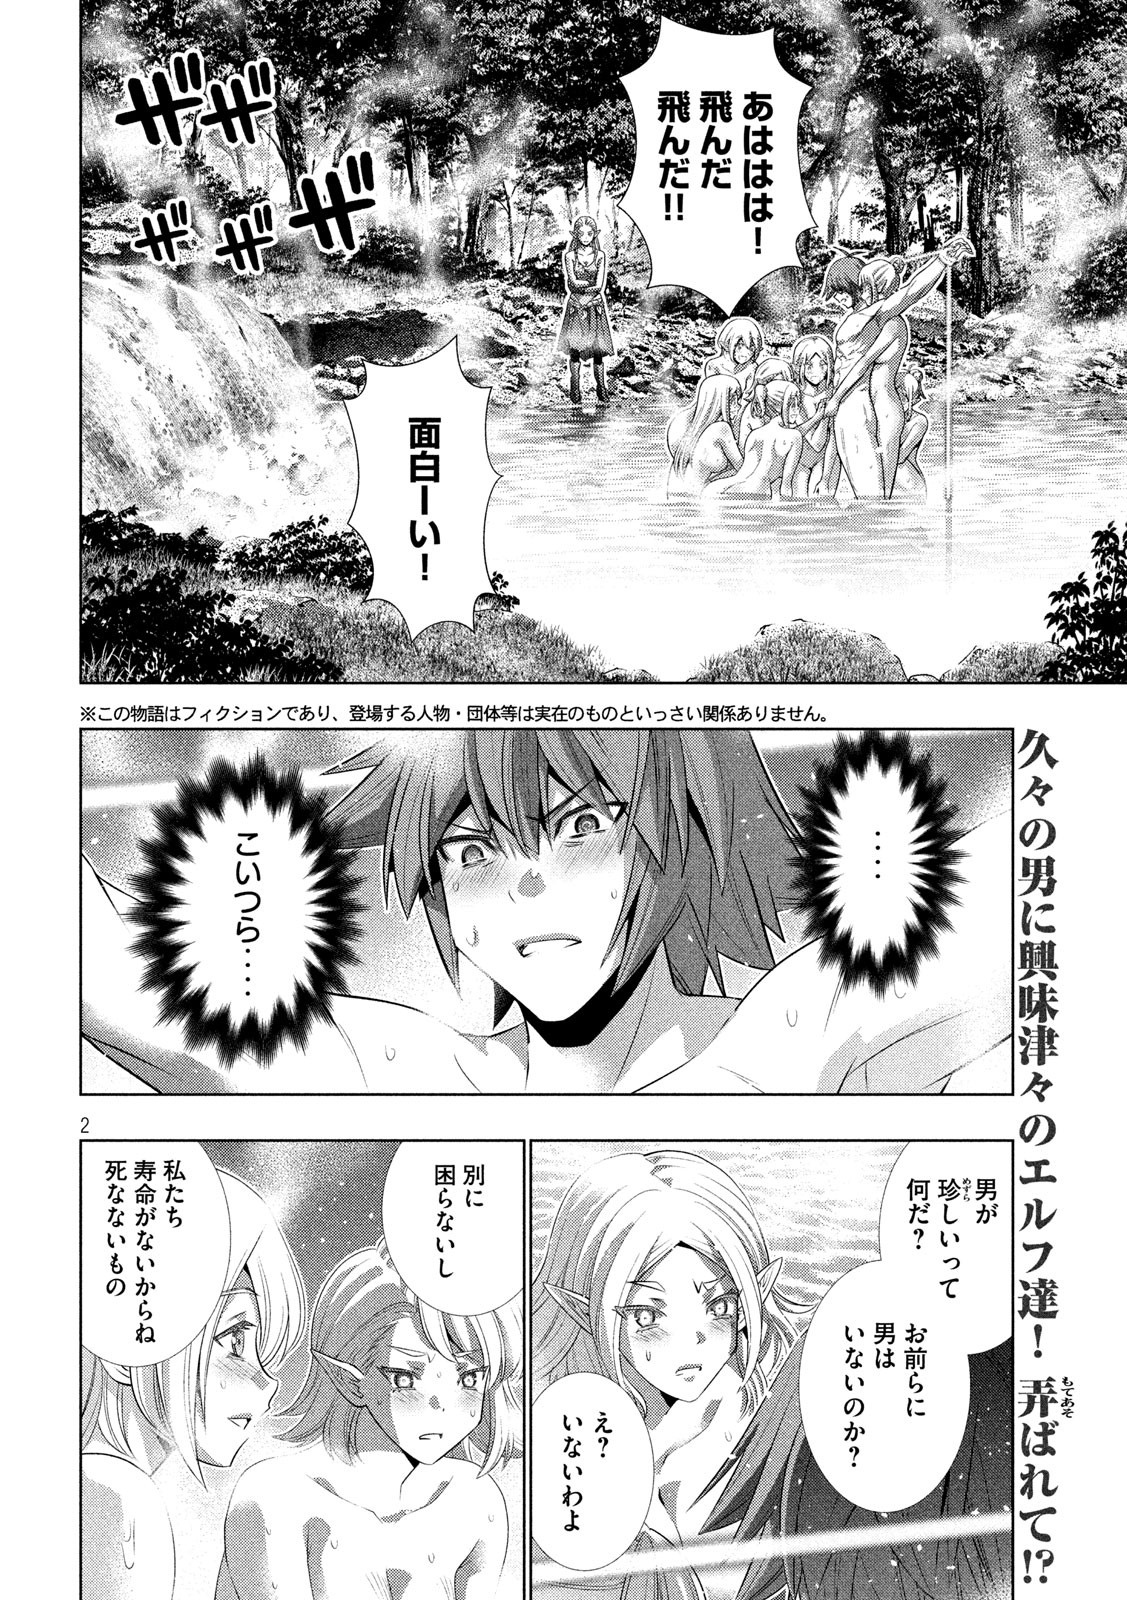 あははは！
飛んだ
飛んだ!!
ザザ
ザザザ
面白ーい！
※この物語はフィクションであり、登場する人物・団体等は実在のものといっさい関係ありません。
久々の男に興味津々のエルフ達！弄ばれて!?
もてあそ
‥‥
こいつら‥‥
2
男が
珍しいって
めずら
何だ？
お前らに
男は
いないのか？
え？
いないわよ
別に
困らないし
私たち
寿命がないからね
死なないもの